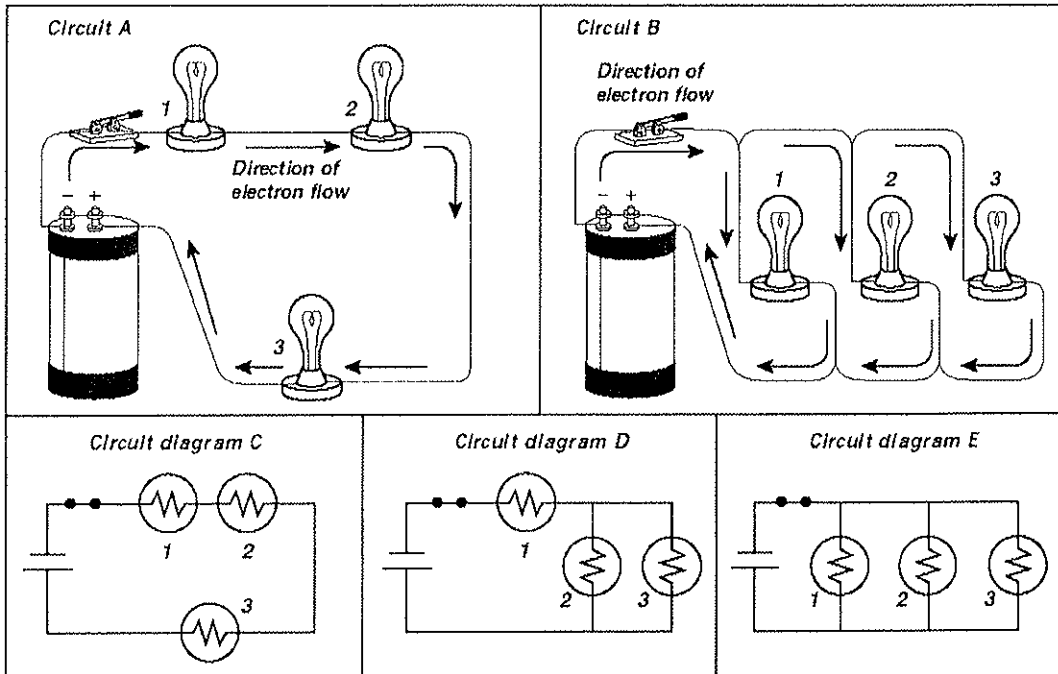 Circuit A
1
2
Direction of
electron flow
- +
3
Circuit B
Direction of
electron flow
- +
1
2
3
Circuit diagram C
1
2
3
Circuit diagram D
1
2
3
Circuit diagram E
1
2
3